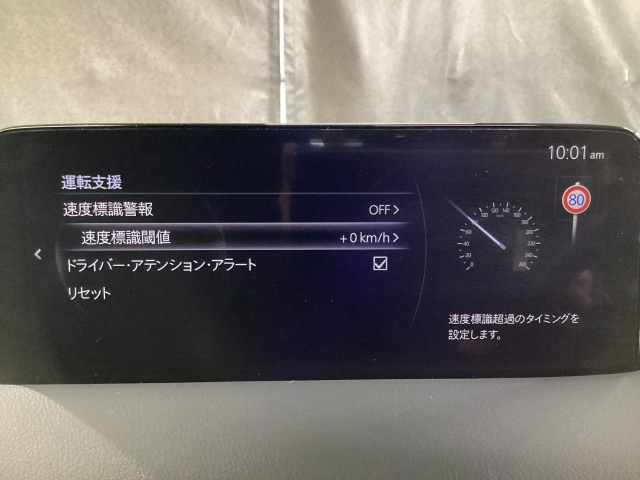 10:01 am
運転支援
速度標識警報 OFF
速度標識閾値 +0 km/h
ドライバー・アテンション・アラート
リセット
80
速度標識超過のタイミングを
設定します。